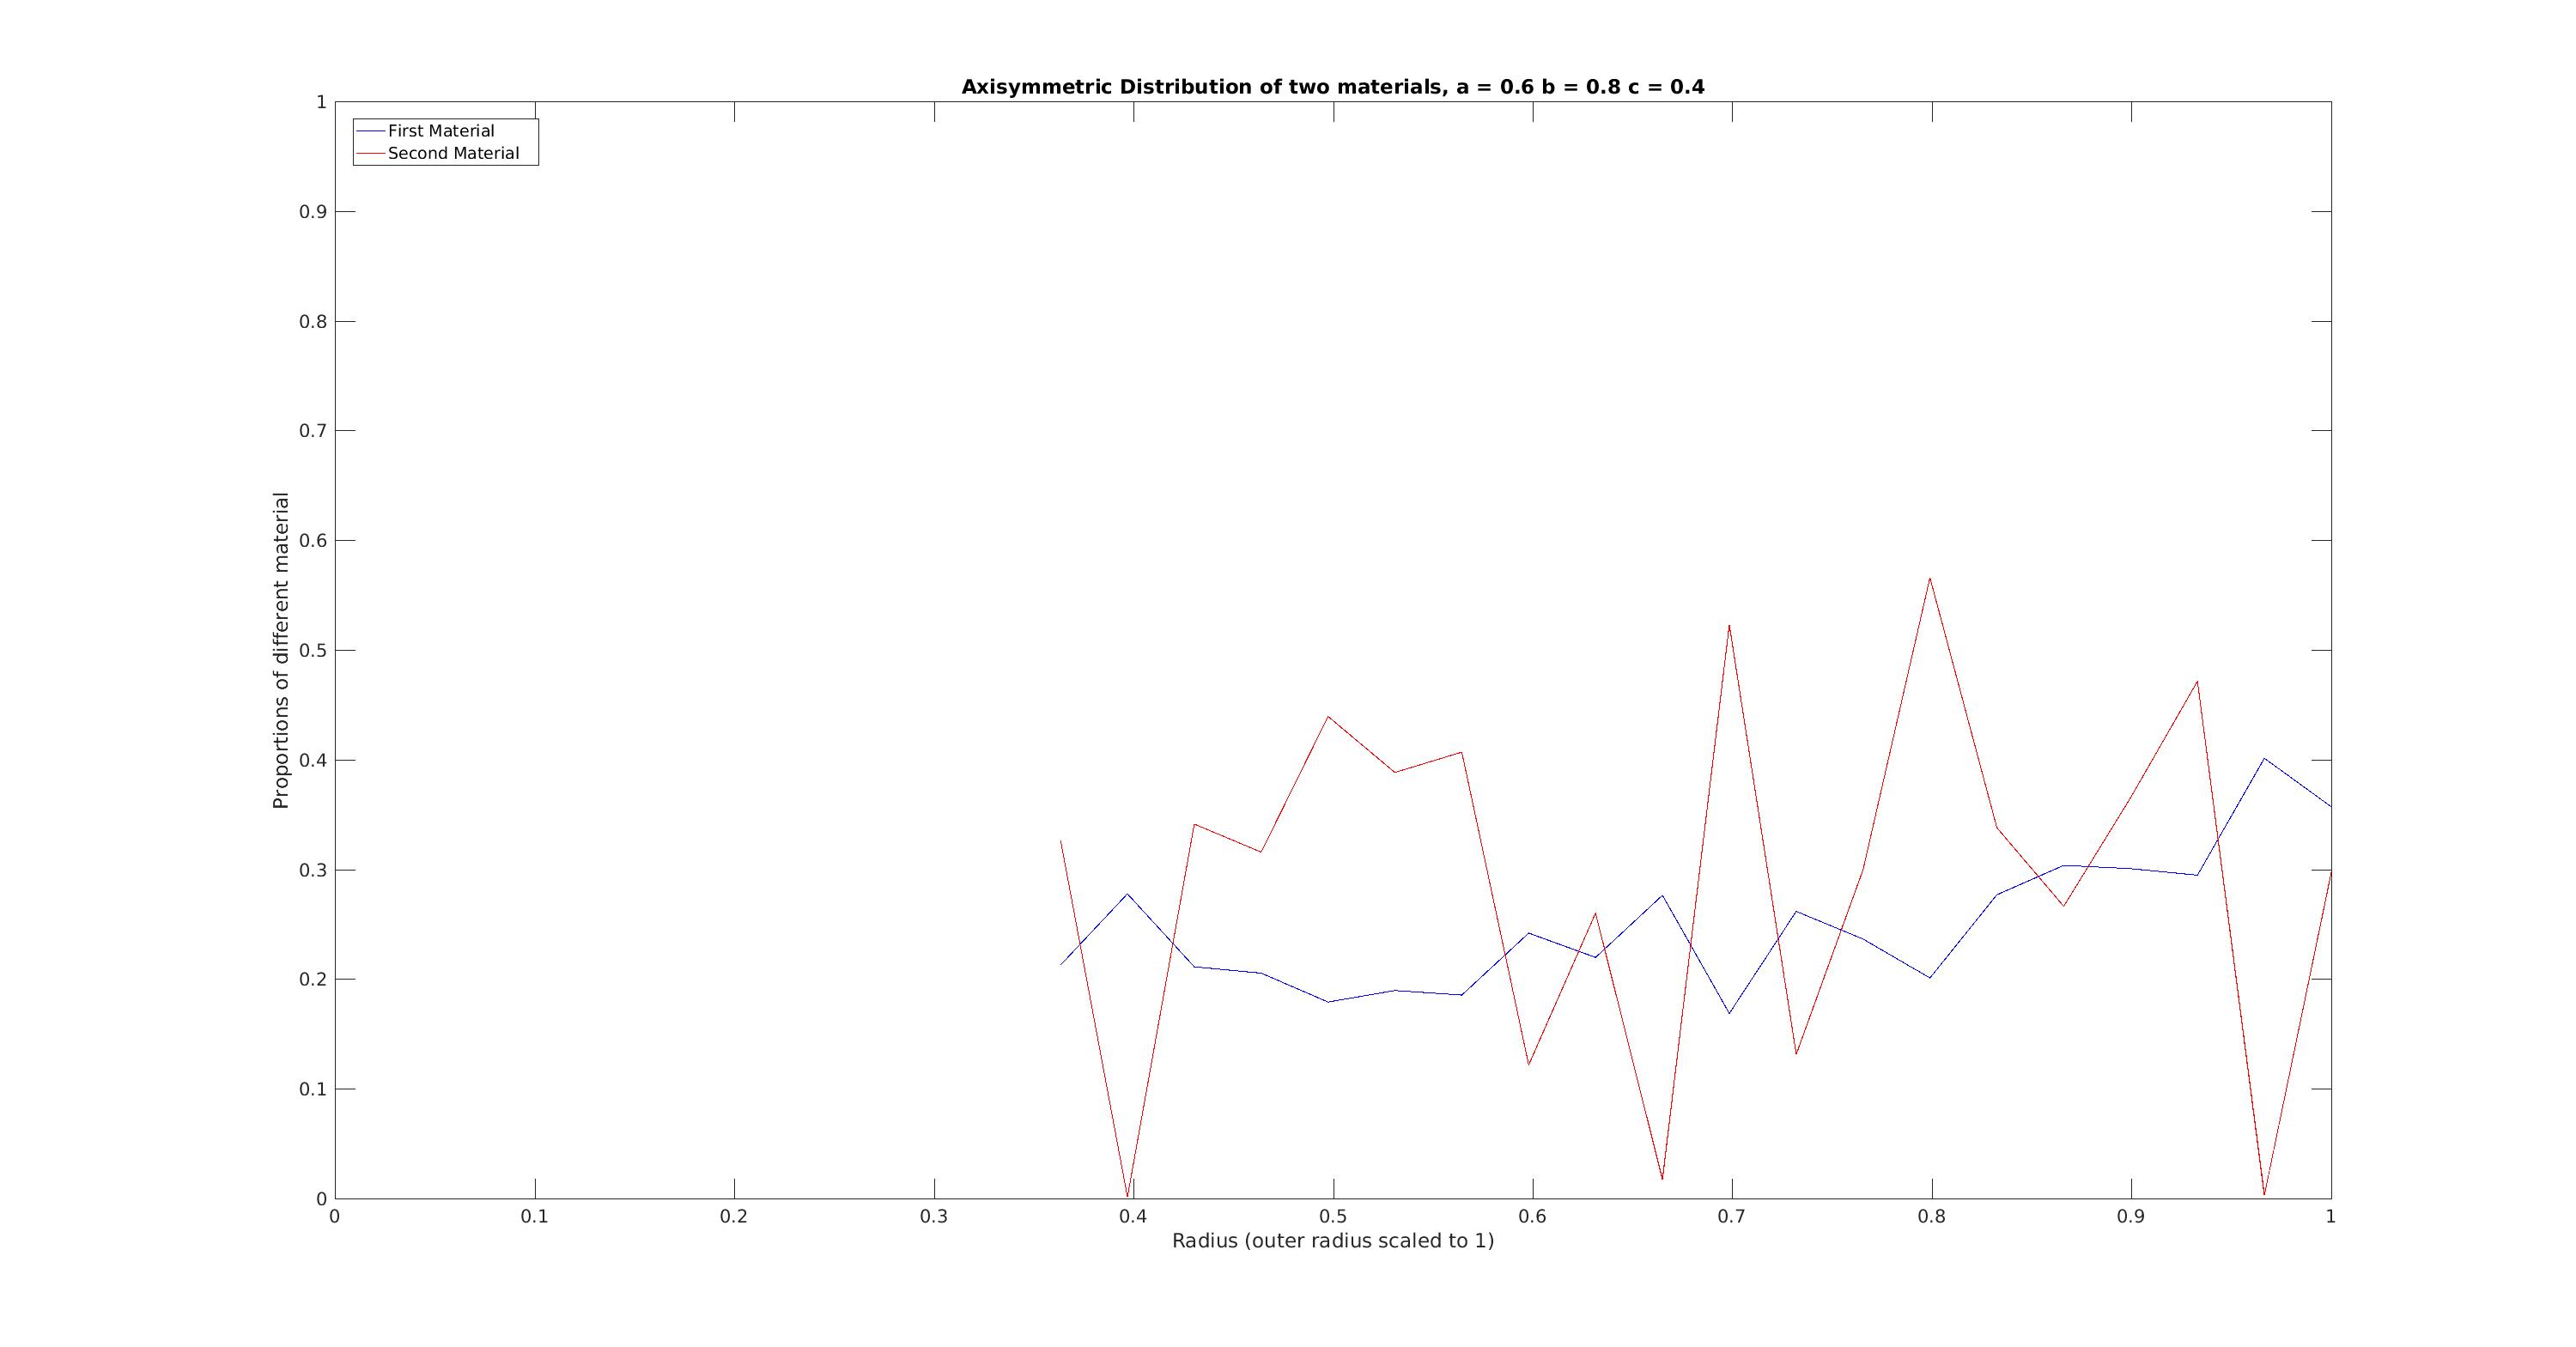 Axisymmetric Distribution of two materials, a = 0.6 b = 0.8 c = 0.4
First Material
Second Material
1
0.9
0.8
0.7
0.6
0.5
0.4
0.3
0.2
0.1
0
Proportions of different material
0 0.1 0.2 0.3 0.4 0.5 0.6 0.7 0.8 0.9 1
Radius (outer radius scaled to 1)